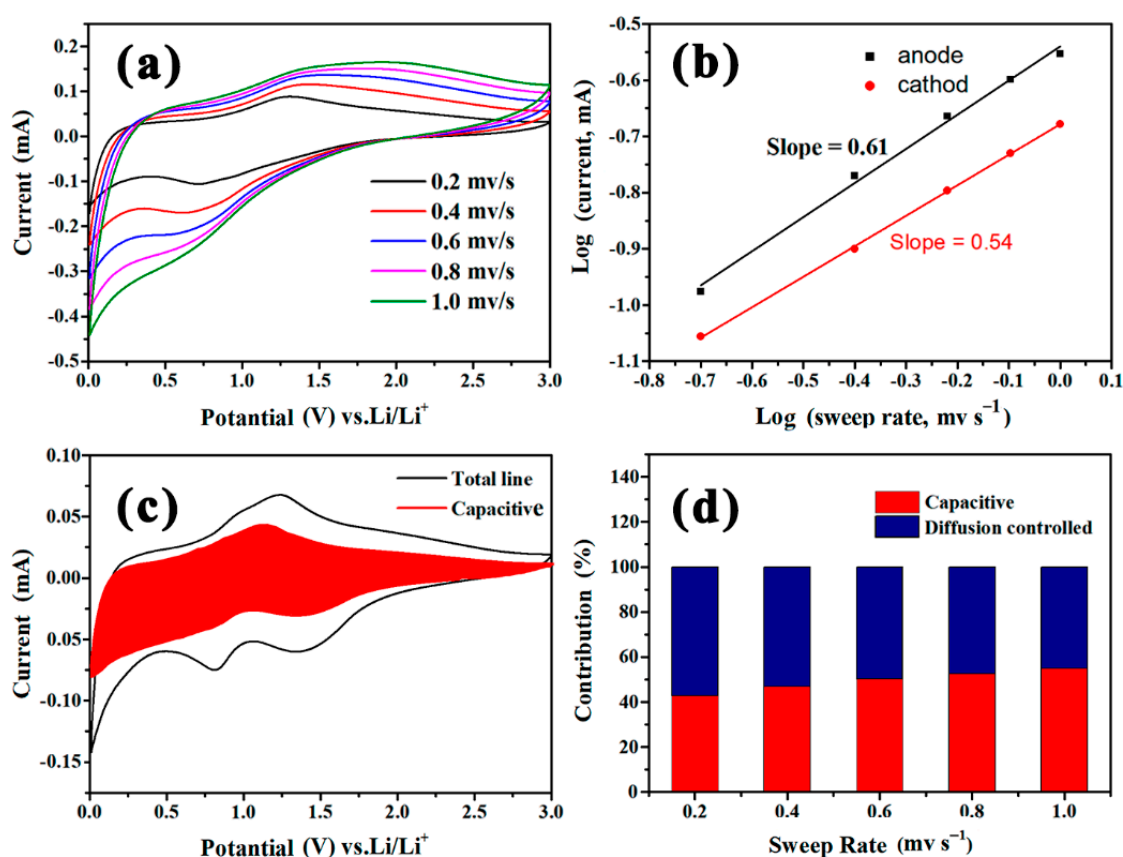 (a)
0.2
0.1
0.0
-0.1
-0.2
-0.3
-0.4
-0.5
Current (mA)
0.2 mv/s
0.4 mv/s
0.6 mv/s
0.8 mv/s
1.0 mv/s
0.0 0.5 1.0 1.5 2.0 2.5 3.0
Potential (V) vs.Li/Li⁺
(b)
-0.5
-0.6
-0.7
-0.8
-0.9
-1.0
-1.1
Log (current, mA)
anode
cathod
Slope = 0.61
Slope = 0.54
-0.8 -0.7 -0.6 -0.5 -0.4 -0.3 -0.2 -0.1 0.0 0.1
Log (sweep rate, mv s⁻¹)
(c)
0.10
0.05
0.00
0.05
-0.10
-0.15
Current (mA)
Total line
Capacitive
0.0 0.5 1.0 1.5 2.0 2.5 3.0
Potential (V) vs.Li/Li⁺
(d)
140
120
100
80
60
40
20
0
Contribution (%)
Capacitive
Diffusion controlled
0.2 0.4 0.6 0.8 1.0
Sweep Rate (mv s⁻¹)